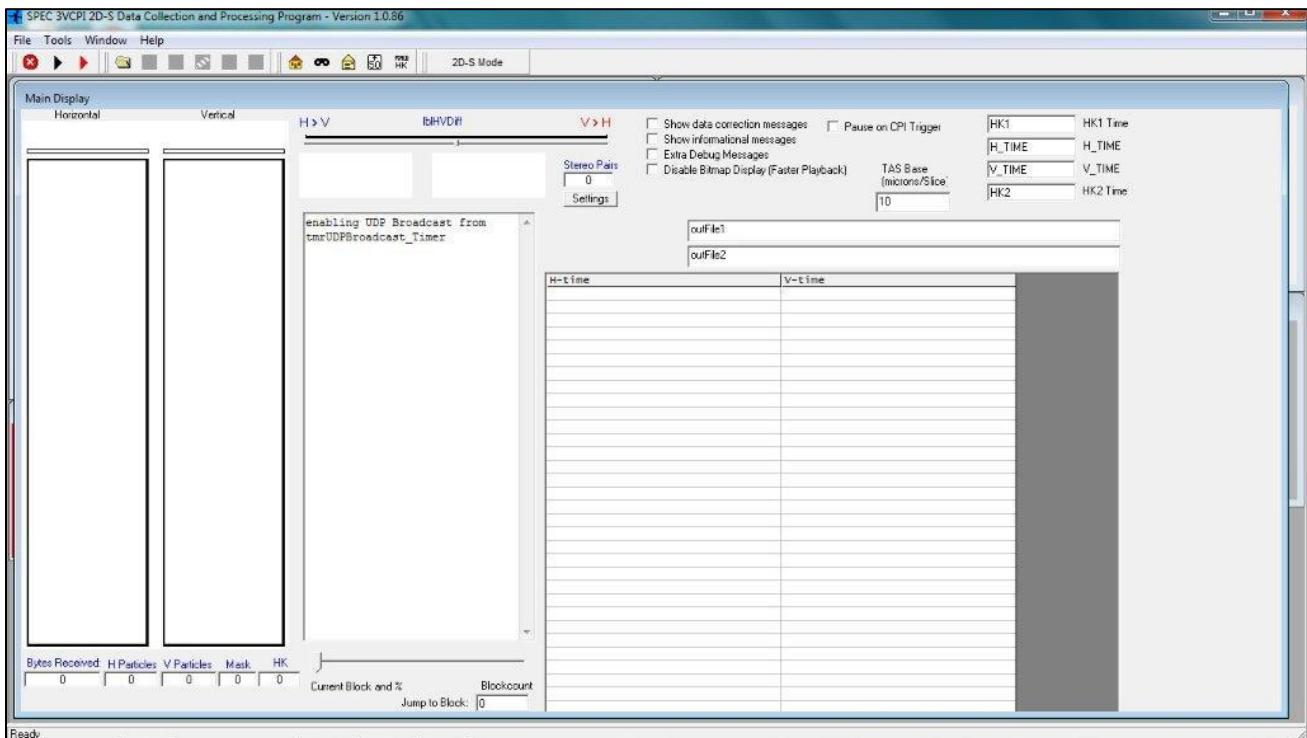 SPEC 3VCPI 2D-S Data Collection and Processing Program - Version 1.0.86
File Tools Window Help
2D-S Mode
Main Display
Horizontal Vertical
H>V lblHVDiff V>H
Stereo Pairs
0
Settings
Show data correction messages
Show informational messages
Extra Debug Messages
Disable Bitmap Display (Faster Playback)
Pause on CPI Trigger
TAS Base
(microns/Slice)
10
HK1 HK1 Time
H_TIME H_TIME
V_TIME V_TIME
HK2 HK2 Time
enabling UDP Broadcast from
tmrUDPBroadcast_Timer
outFile1
outFile2
H-time V-time
Bytes Received H Particles V Particles Mask HK
0 0 0 0 0
Current Block and % Blockcount
Jump to Block: 0
Ready